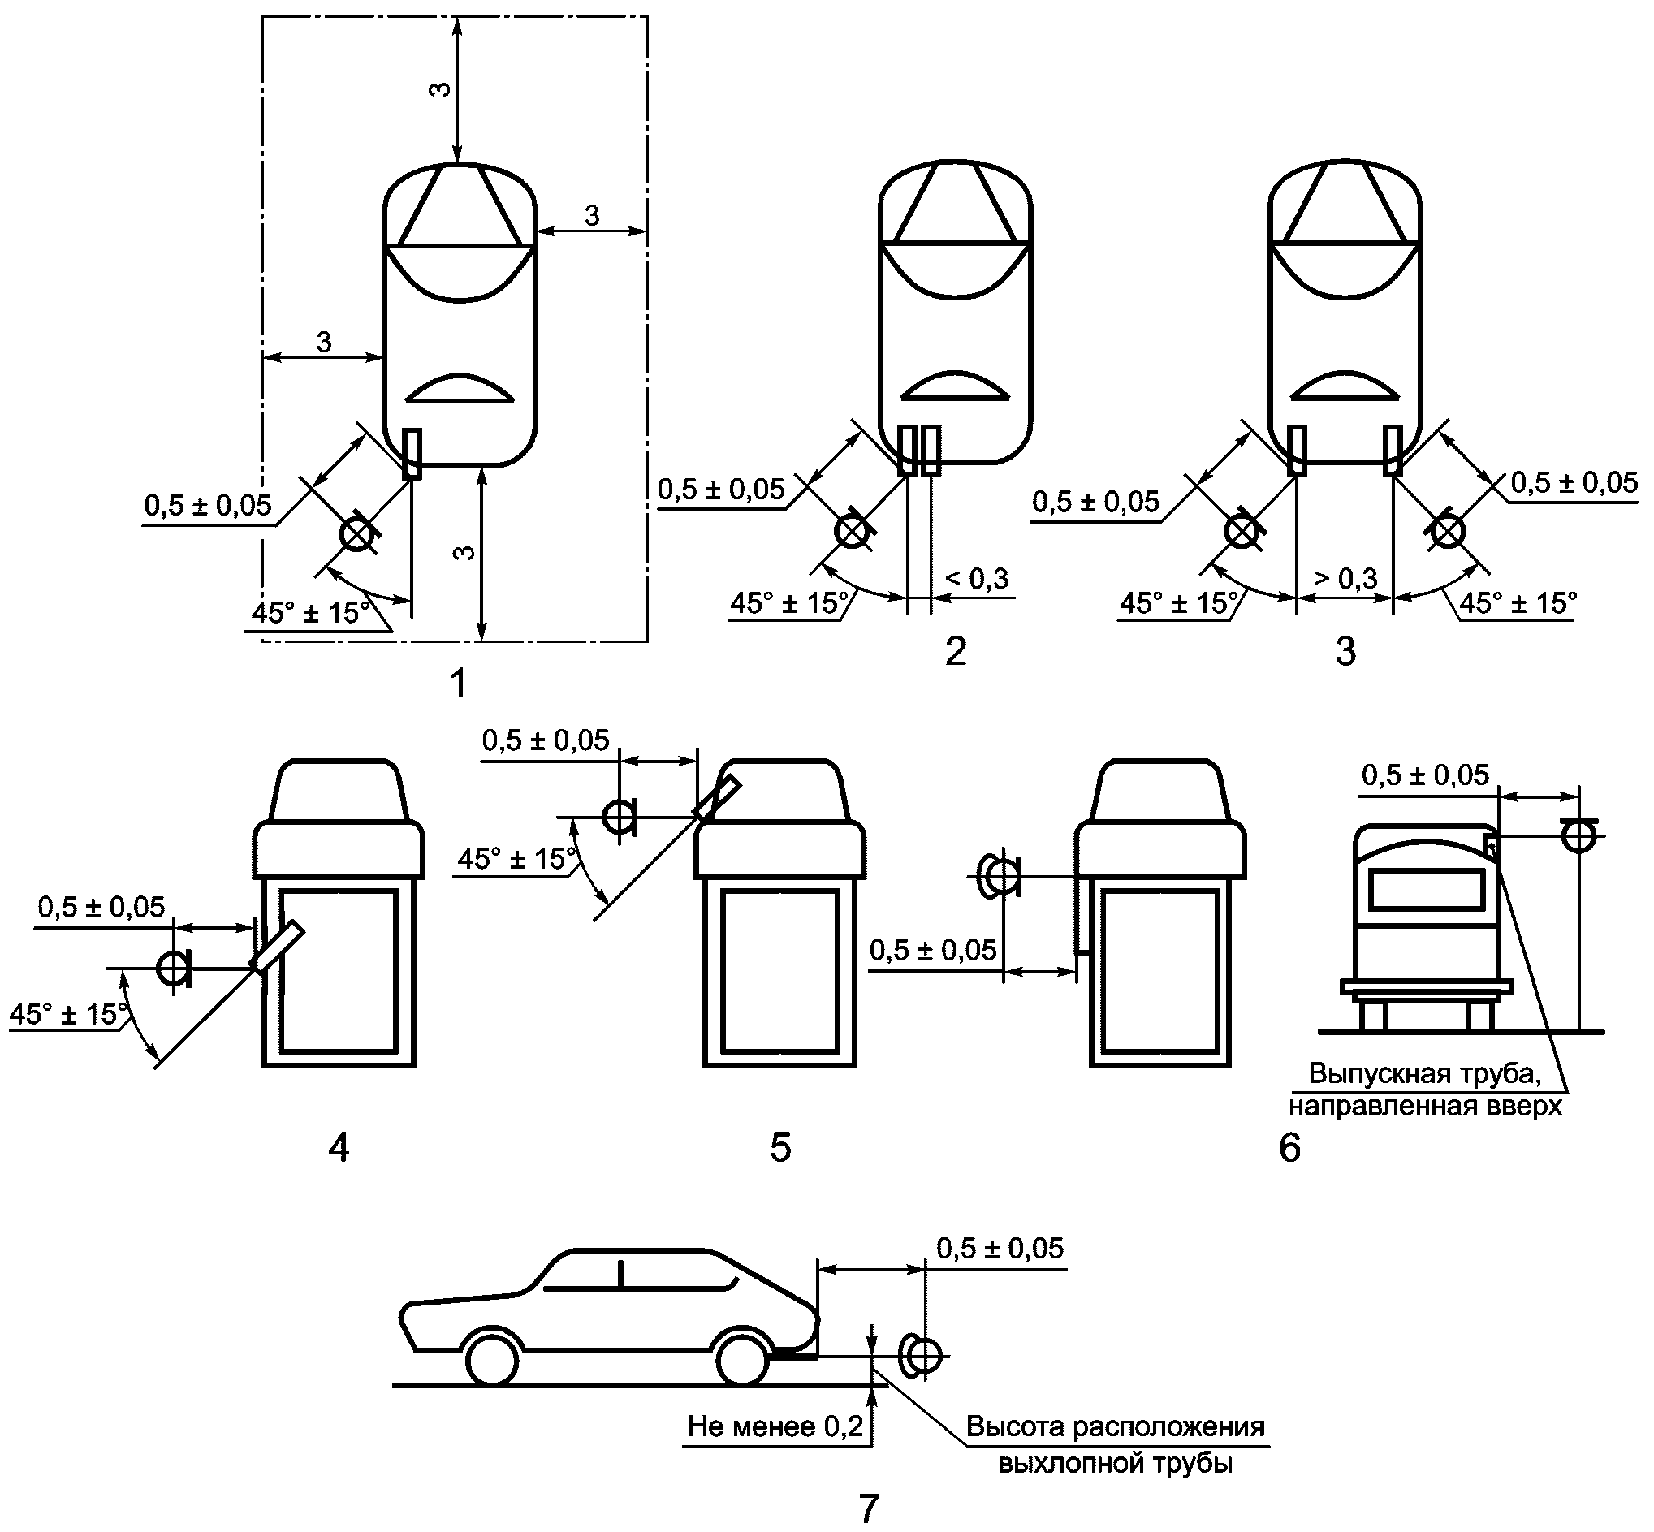 3
3
3
0,5 ± 0,05
3
45° ± 15°
1
0,5 ± 0,05
< 0,3
45° ± 15°
2
0,5 ± 0,05
0,5 ± 0,05
> 0,3
45° ± 15°
45° ± 15°
3
0,5 ± 0,05
45° ± 15°
4
0,5 ± 0,05
45° ± 15°
5
0,5 ± 0,05
0,5 ± 0,05
Выпускная труба,
направленная вверх
6
0,5 ± 0,05
Не менее 0,2
Высота расположения
выхлопной трубы
7